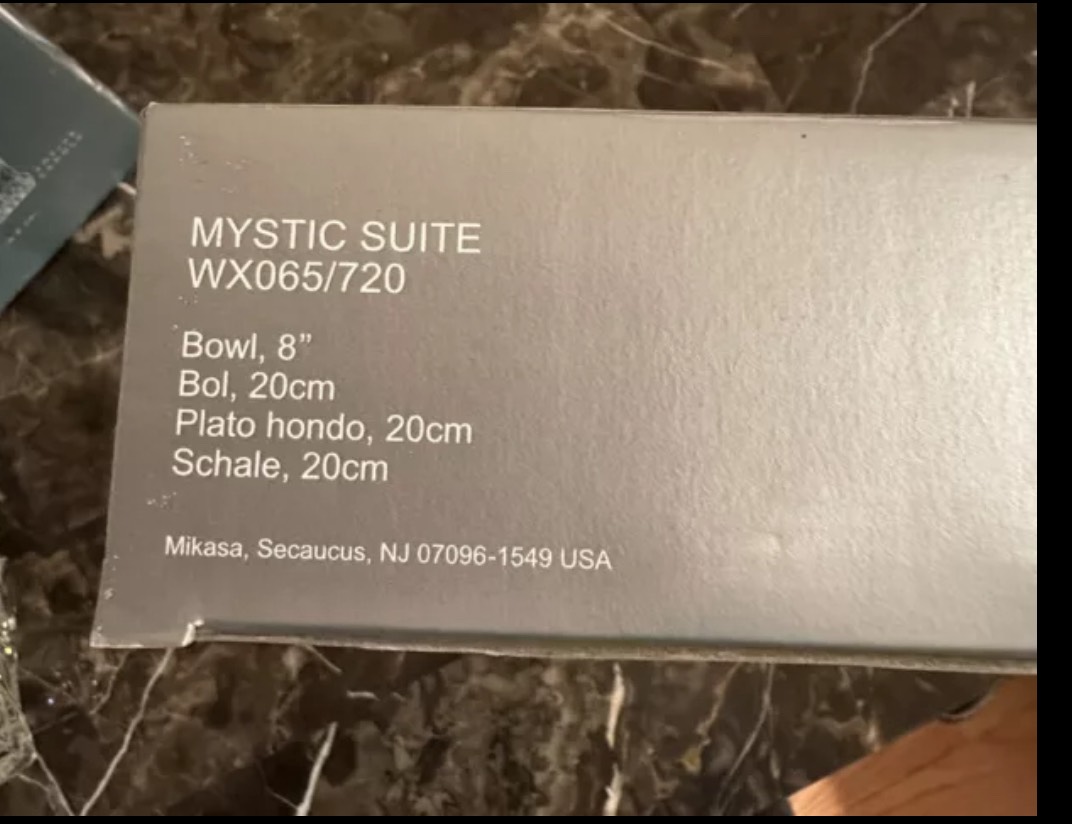 MYSTIC SUITE
WX065/720
Bowl, 8”
Bol, 20cm
Plato hondo, 20cm
Schale, 20cm
Mikasa, Secaucus, NJ 07096-1549 USA